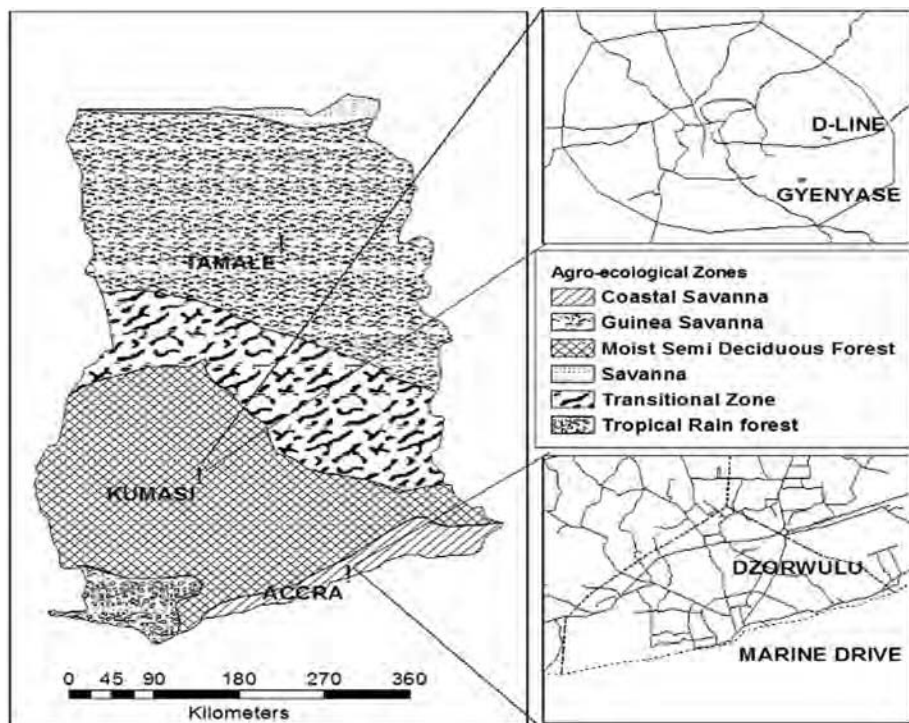 TAMALE
KUMASI
ACCRA
0 45 90 180 270 360
Kilometers
D-LINE
GYENYASE
Agro-ecological Zones
Coastal Savanna
Guinea Savanna
Moist Semi Deciduous Forest
Savanna
Transitional Zone
Tropical Rain forest
DZORWULU
MARINE DRIVE